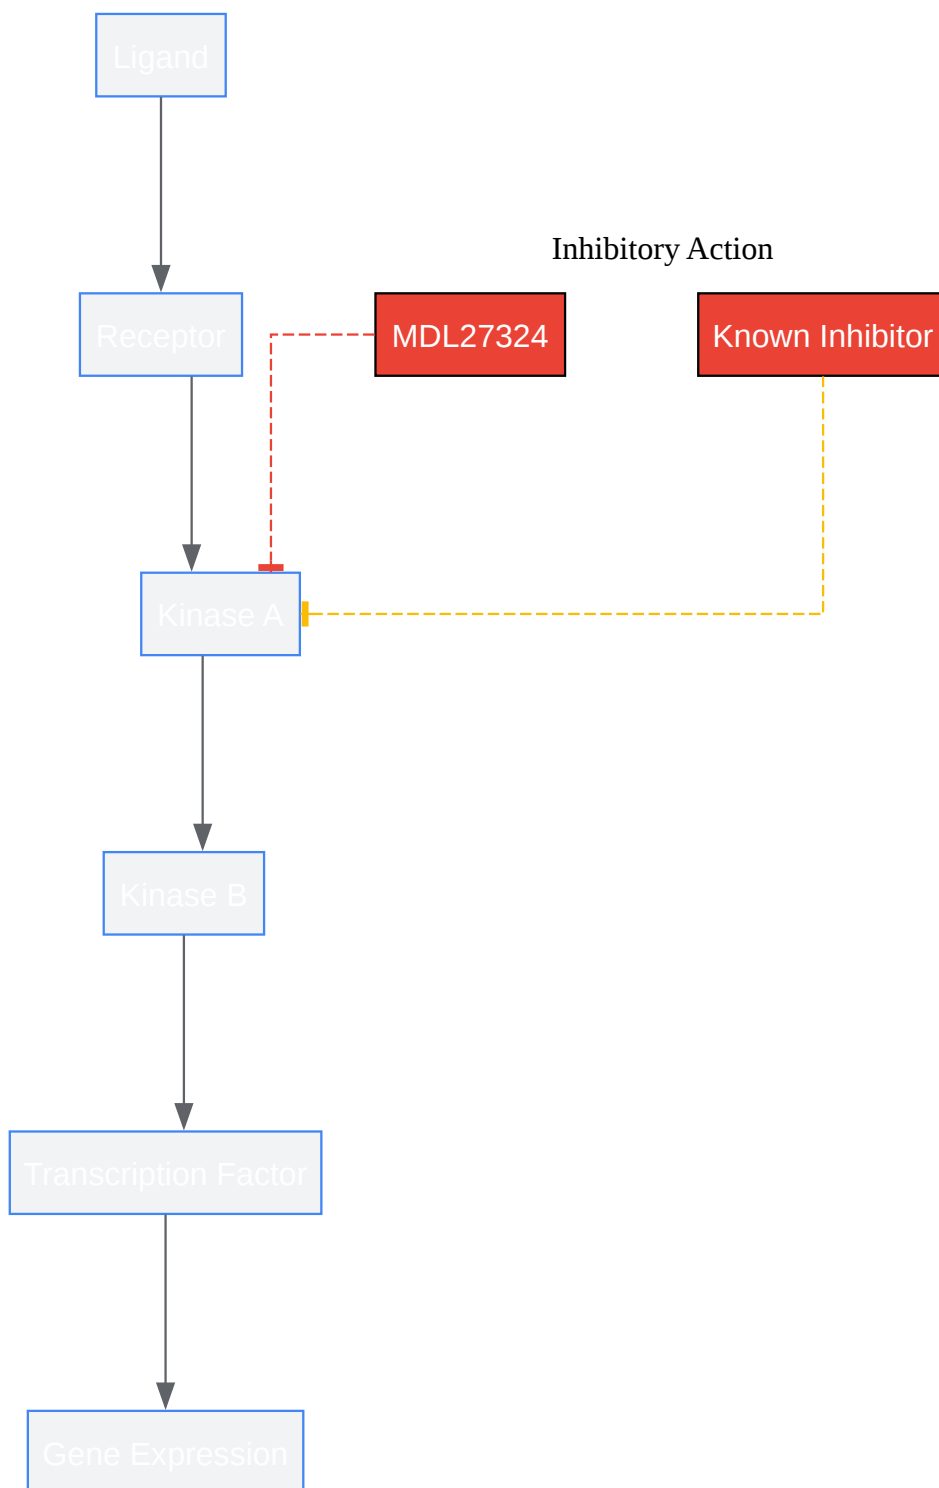 Ligand
Inhibitory Action
Receptor
MDL27324
Known Inhibitor
Kinase A
Kinase B
Transcription Factor
Gene Expression